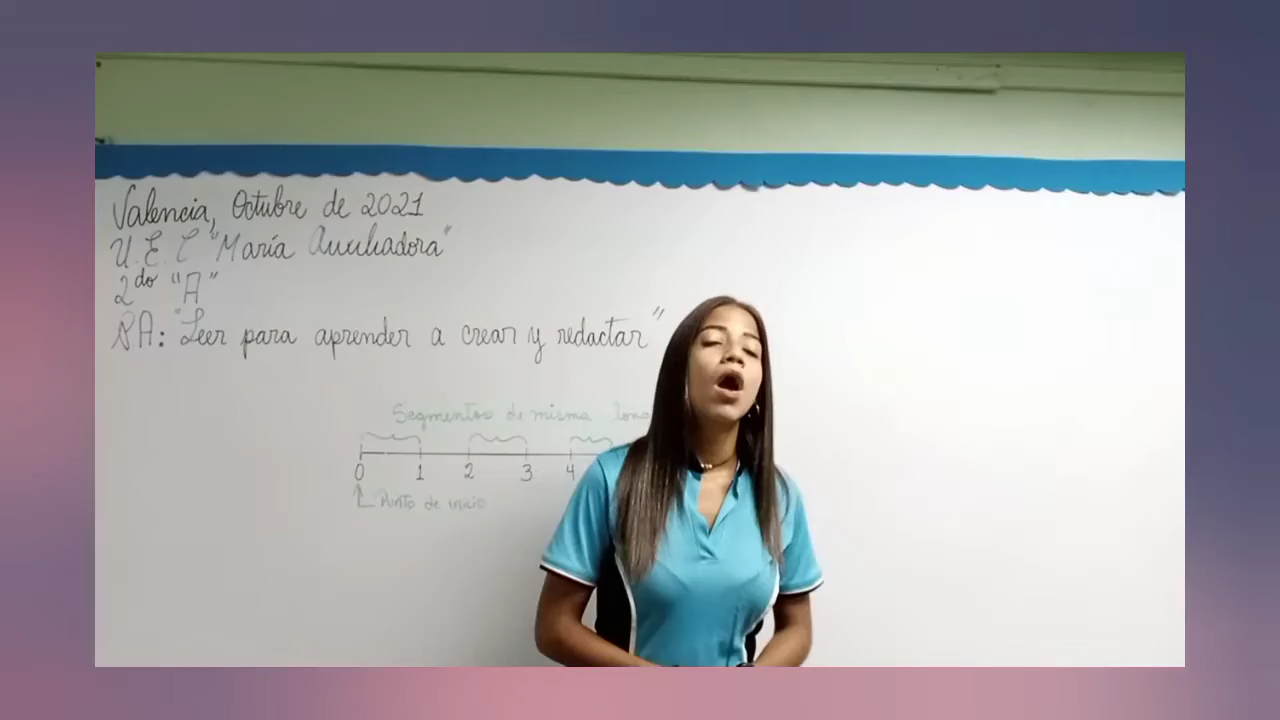 Valencia, Octubre de 2021
U.E.C "María Auxiliadora"
2do "A"
P.A: "Leer para aprender a crear y redactar"
Segmentos de misma
0 1 2 3 4
Punto de inicio